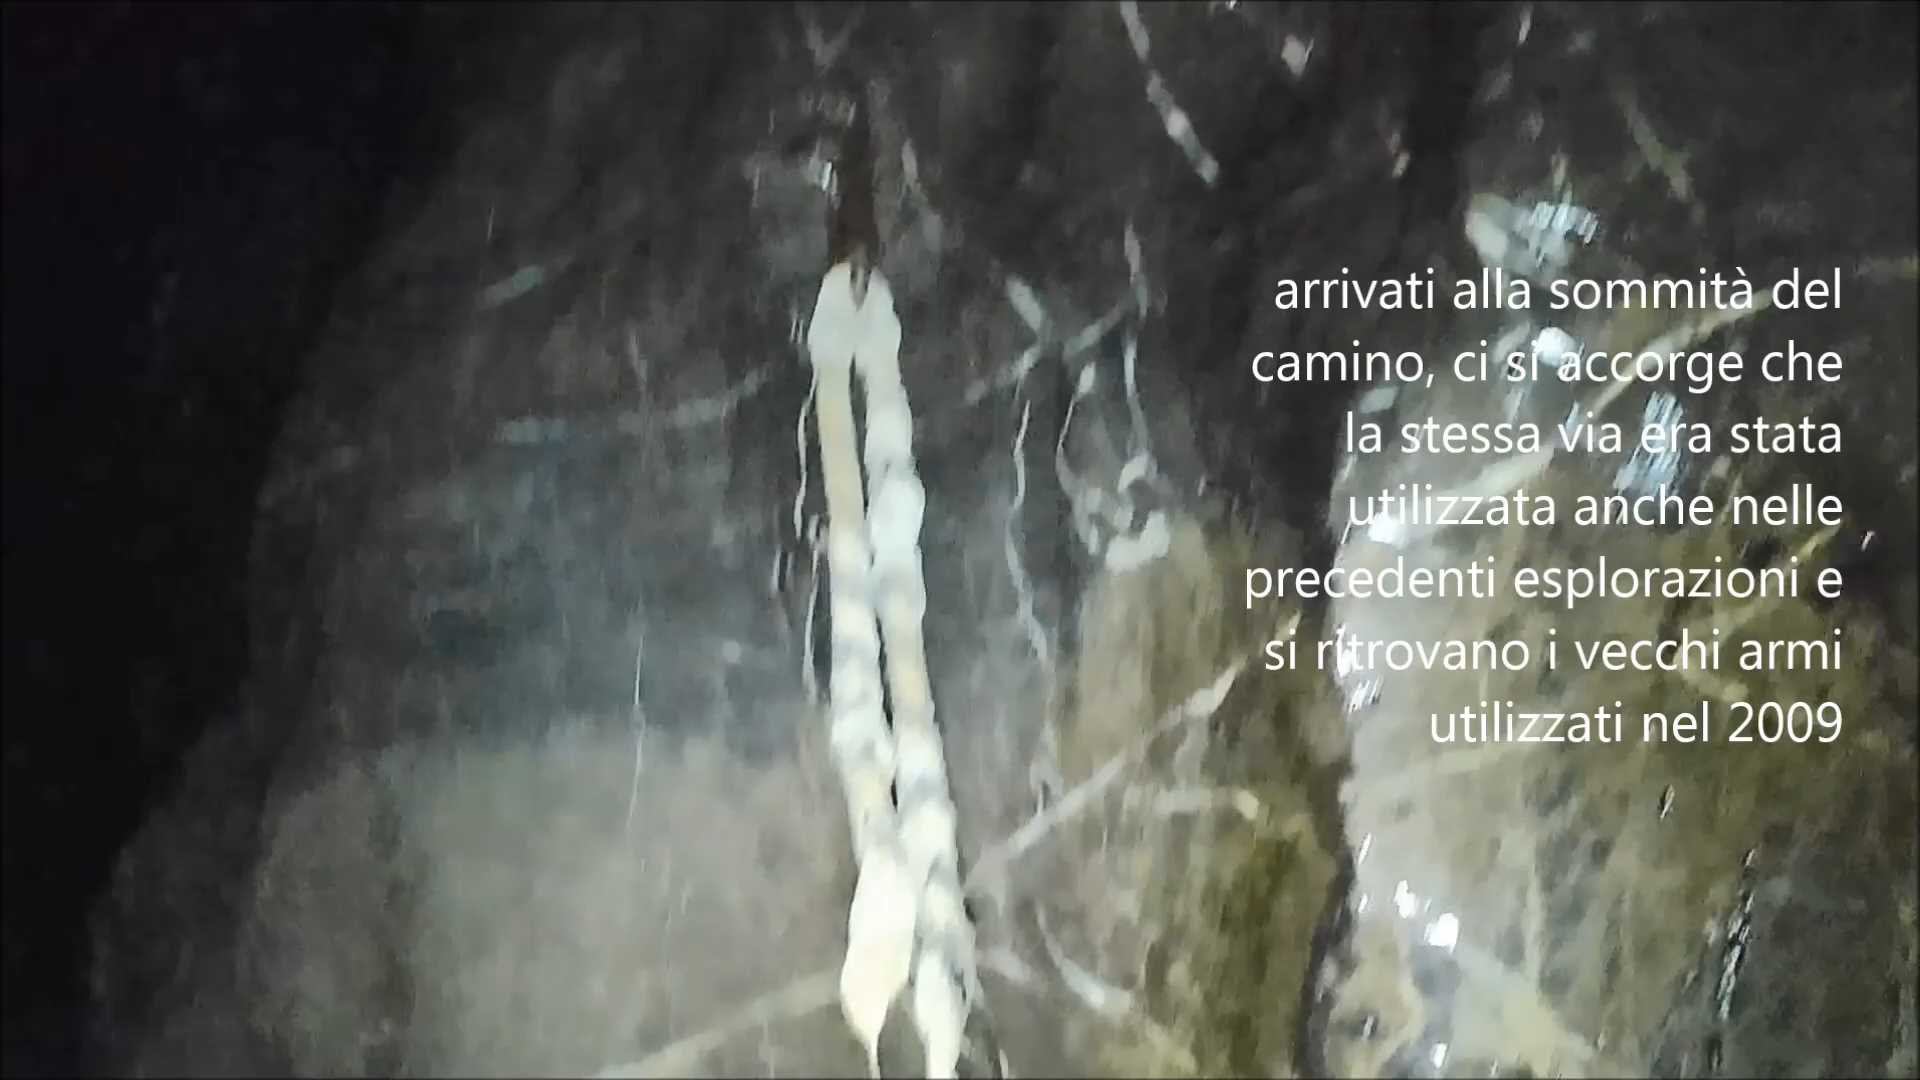 arrivati alla sommità del
camino, ci si accorge che
la stessa via era stata
utilizzata anche nelle
precedenti esplorazioni e
si ritrovano i vecchi armi
utilizzati nel 2009